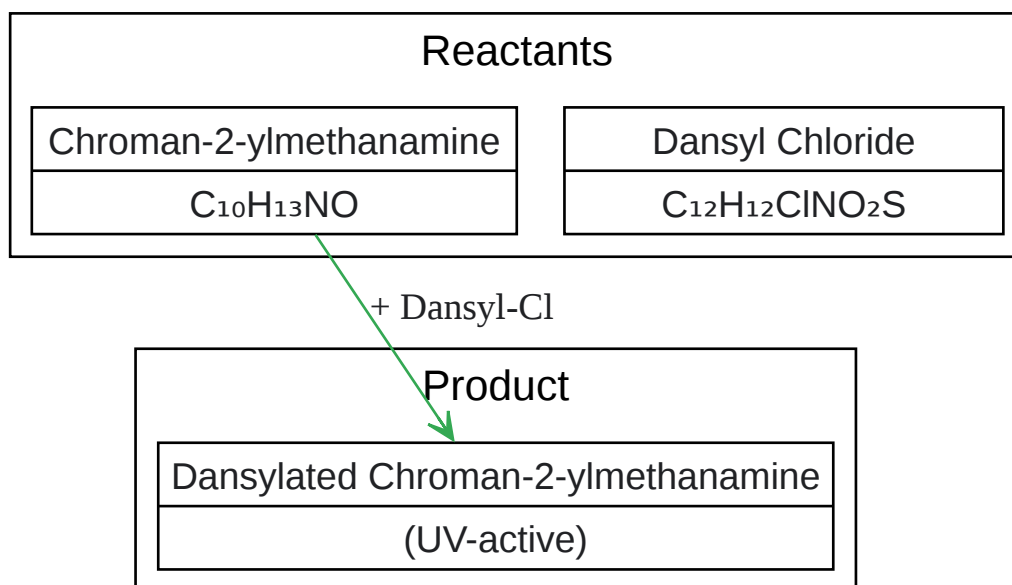 Reactants
Chroman-2-ylmethanamine
Dansyl Chloride
C₁₀H₁₃NO
C₁₂H₁₂ClNO₂S
+ Dansyl-Cl
Product
Dansylated Chroman-2-ylmethanamine
(UV-active)